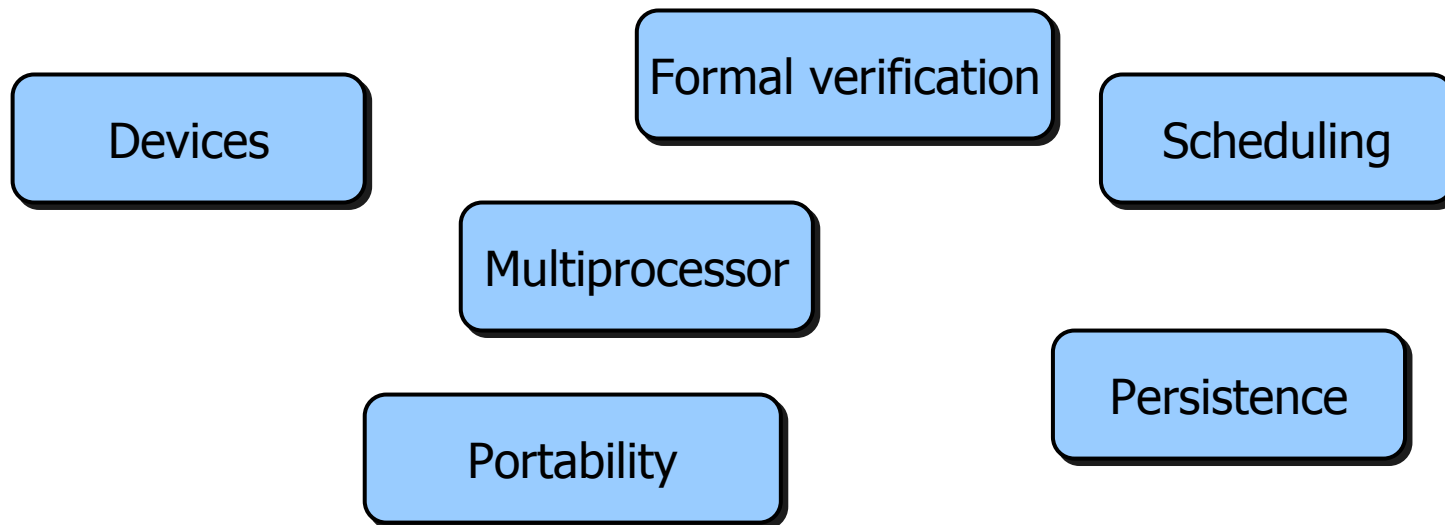 Formal verification
Devices
Scheduling
Multiprocessor
Persistence
Portability